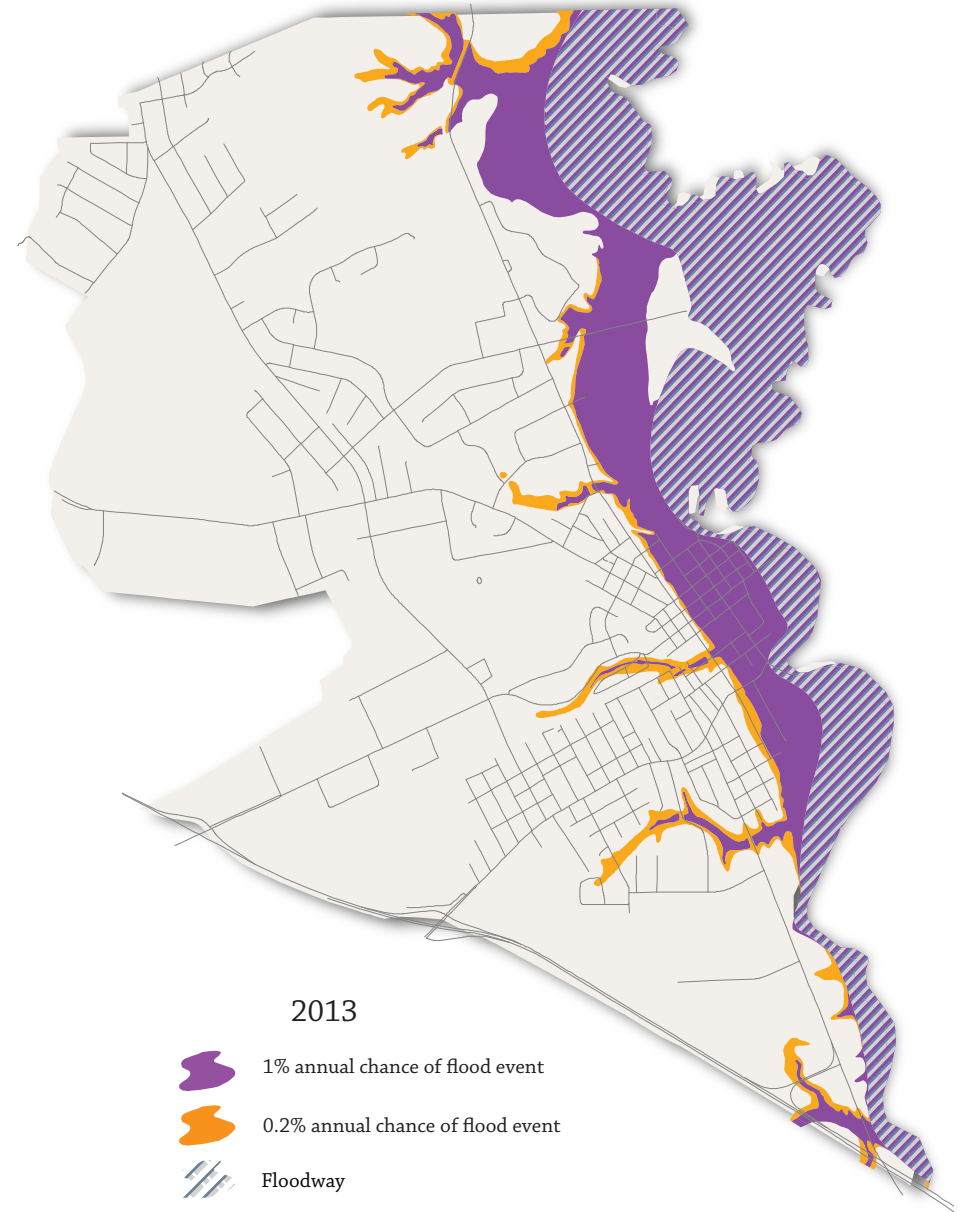 2013
1% annual chance of flood event
0.2% annual chance of flood event
Floodway